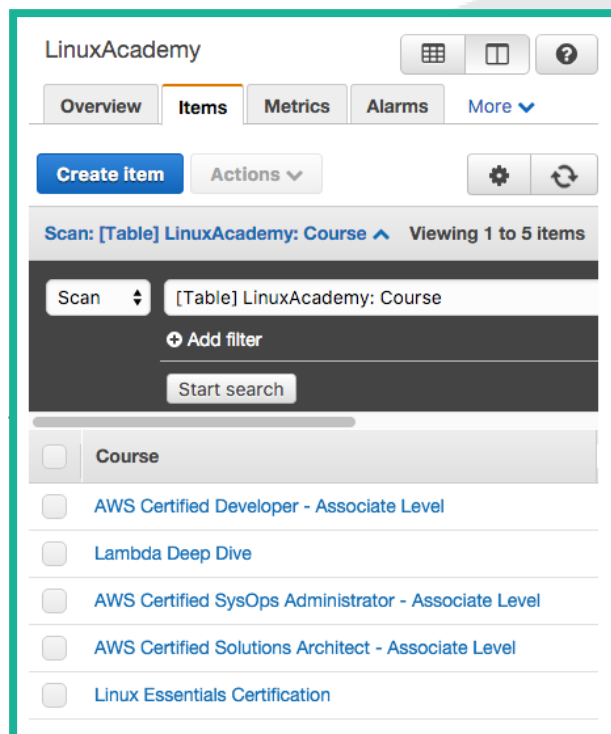 LinuxAcademy
Overview Items Metrics Alarms More
Create item Actions
Scan: [Table] LinuxAcademy: Course Viewing 1 to 5 items
Scan [Table] LinuxAcademy: Course
Add filter
Start search
Course
AWS Certified Developer - Associate Level
Lambda Deep Dive
AWS Certified SysOps Administrator - Associate Level
AWS Certified Solutions Architect - Associate Level
Linux Essentials Certification